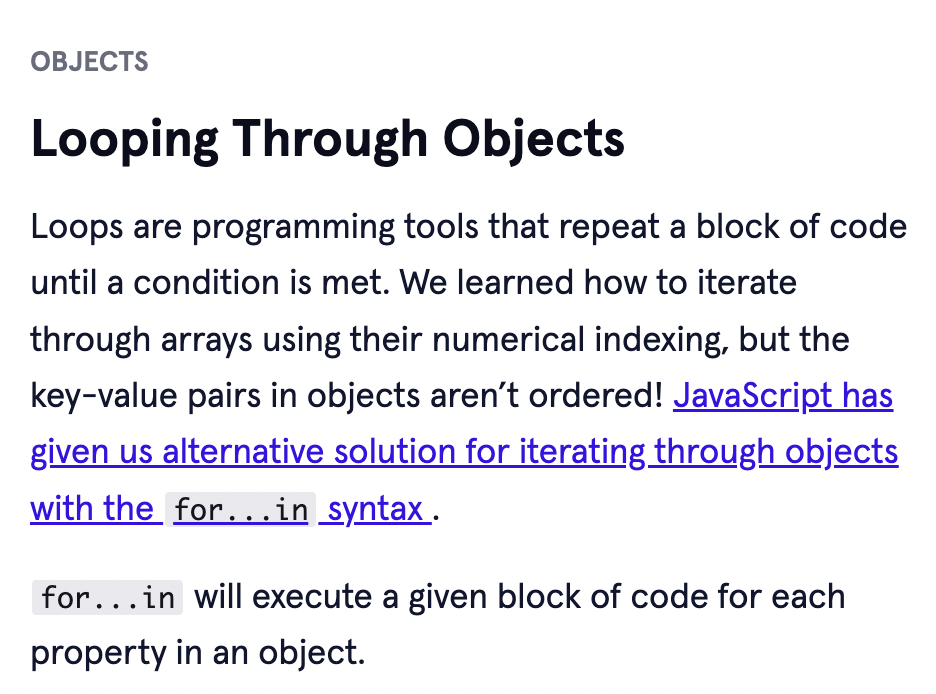 OBJECTS
Looping Through Objects
Loops are programming tools that repeat a block of code
until a condition is met. We learned how to iterate
through arrays using their numerical indexing, but the
key-value pairs in objects aren’t ordered! JavaScript has
given us alternative solution for iterating through objects
with the for...in syntax .
for...in will execute a given block of code for each
property in an object.